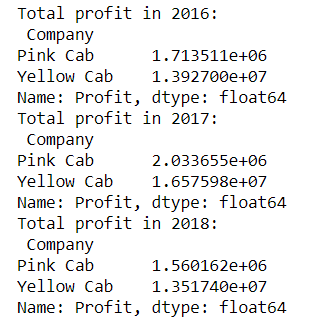 Total profit in 2016:
 Company
Pink Cab      1.713511e+06
Yellow Cab    1.392700e+07
Name: Profit, dtype: float64
Total profit in 2017:
 Company
Pink Cab      2.033655e+06
Yellow Cab    1.657598e+07
Name: Profit, dtype: float64
Total profit in 2018:
 Company
Pink Cab      1.560162e+06
Yellow Cab    1.351740e+07
Name: Profit, dtype: float64